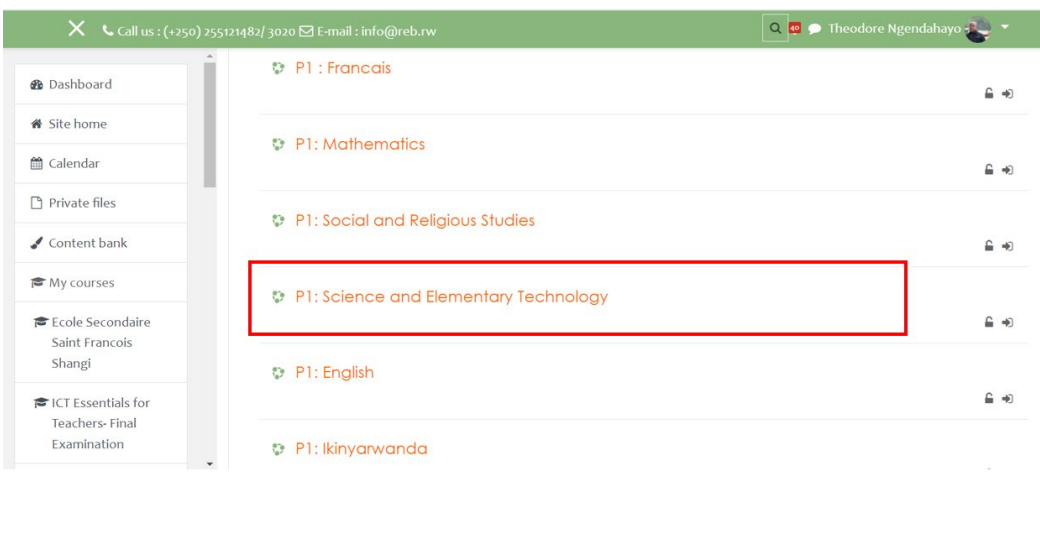 Call us : (+250) 255121482/ 3020 E-mail : info@reb.rw
40
Theodore Ngendahayo
Dashboard
Site home
Calendar
Private files
Content bank
My courses
Ecole Secondaire
Saint Francois
Shangi
ICT Essentials for
Teachers- Final
Examination
P1 : Francais
P1: Mathematics
P1: Social and Religious Studies
P1: Science and Elementary Technology
P1: English
P1: Ikinyarwanda